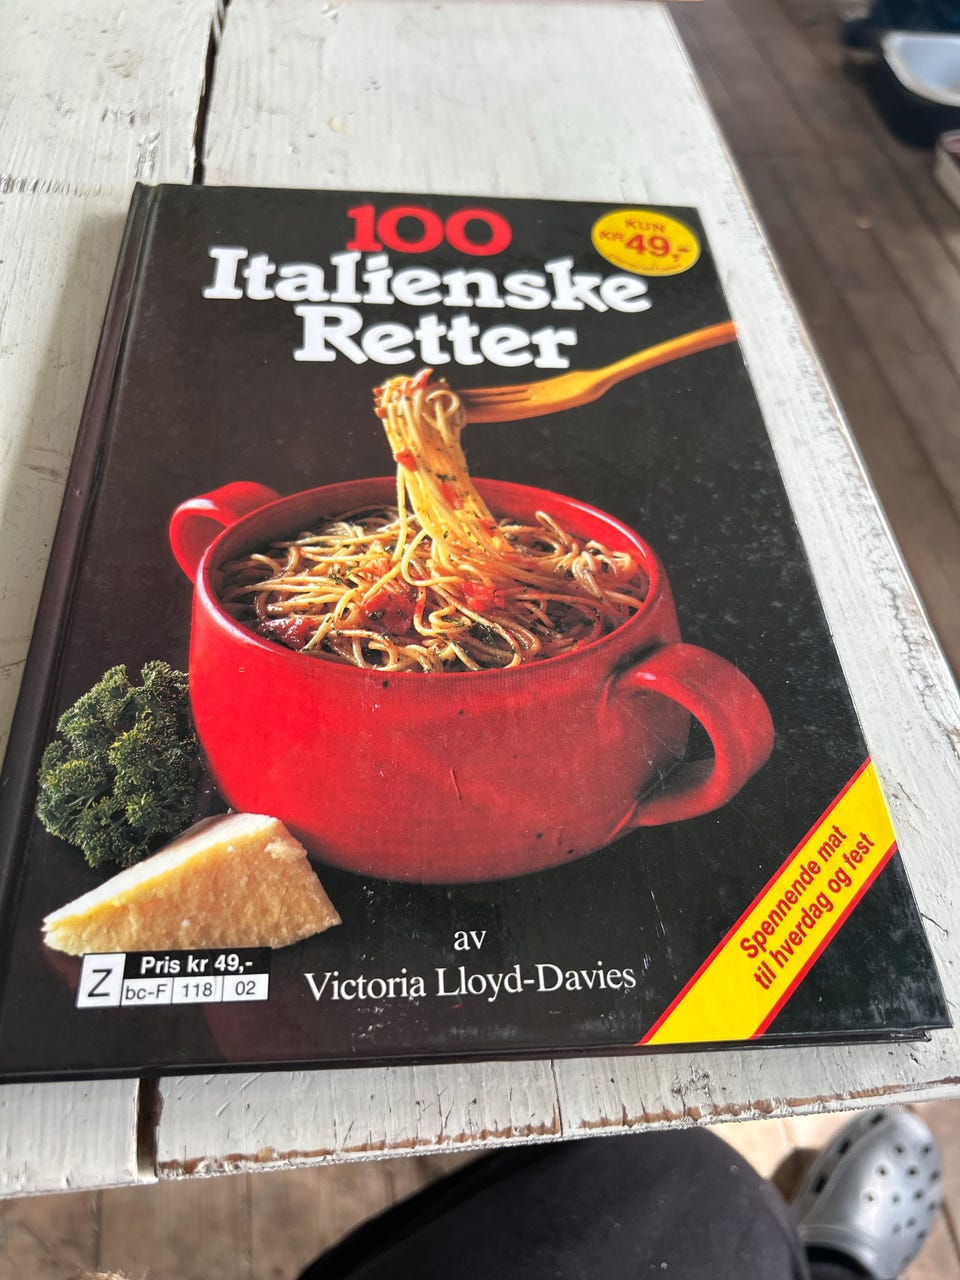 100
Italienske
Retter
KUN
KR 49,-
Spennende mat
til hverdag og fest
av
Victoria Lloyd-Davies
Pris kr 49,-
Z
bc-F 118 02